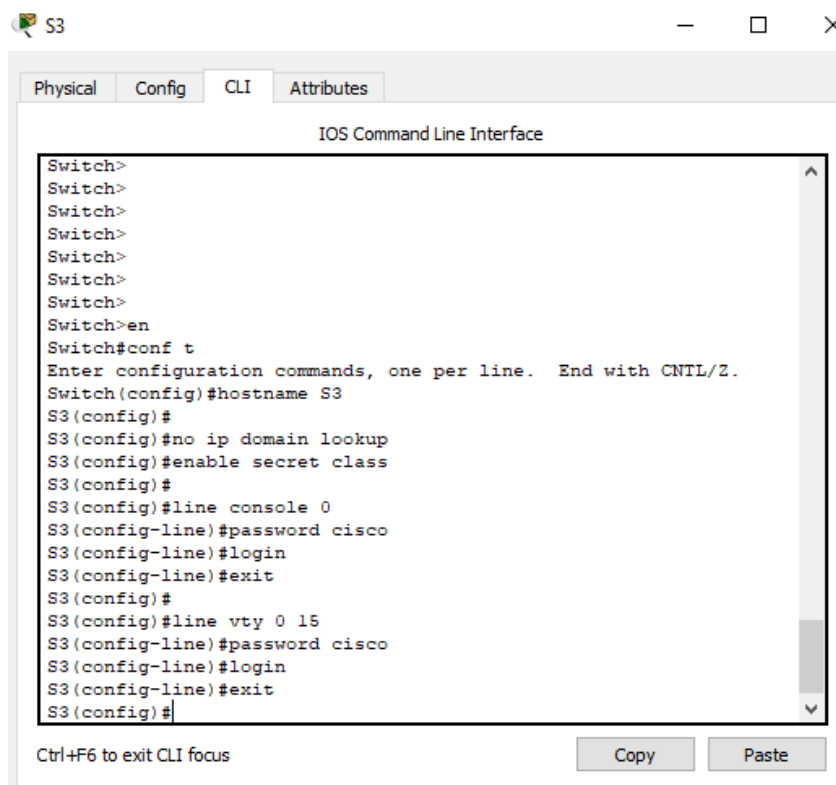 S3
Physical Config CLI Attributes
IOS Command Line Interface
Switch>
Switch>
Switch>
Switch>
Switch>
Switch>
Switch>
Switch>en
Switch#conf t
Enter configuration commands, one per line.  End with CNTL/Z.
Switch(config)#hostname S3
S3(config)#
S3(config)#no ip domain lookup
S3(config)#enable secret class
S3(config)#
S3(config)#line console 0
S3(config-line)#password cisco
S3(config-line)#login
S3(config-line)#exit
S3(config)#
S3(config)#line vty 0 15
S3(config-line)#password cisco
S3(config-line)#login
S3(config-line)#exit
S3(config)#
Ctrl+F6 to exit CLI focus Copy Paste